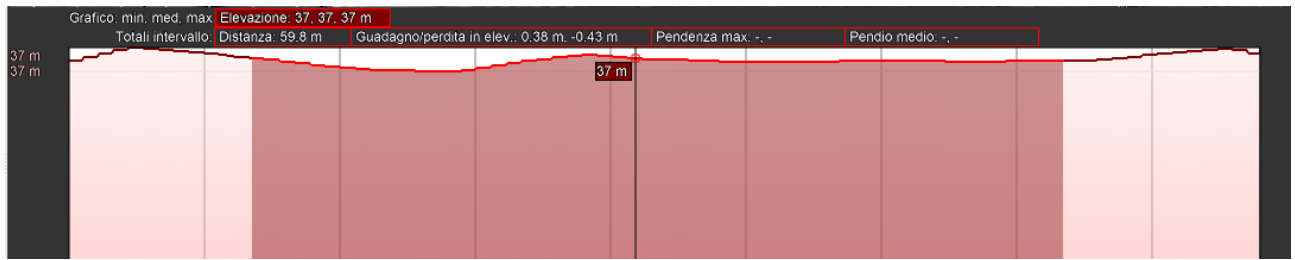 Grafico: min, med, max Elevazione: 37, 37, 37 m
Totali intervallo: Distanza: 59.8 m Guadagno/perdita in elev.: 0.38 m, -0.43 m Pendenza max: -, - Pendio medio: -, -
37 m
37 m
37 m